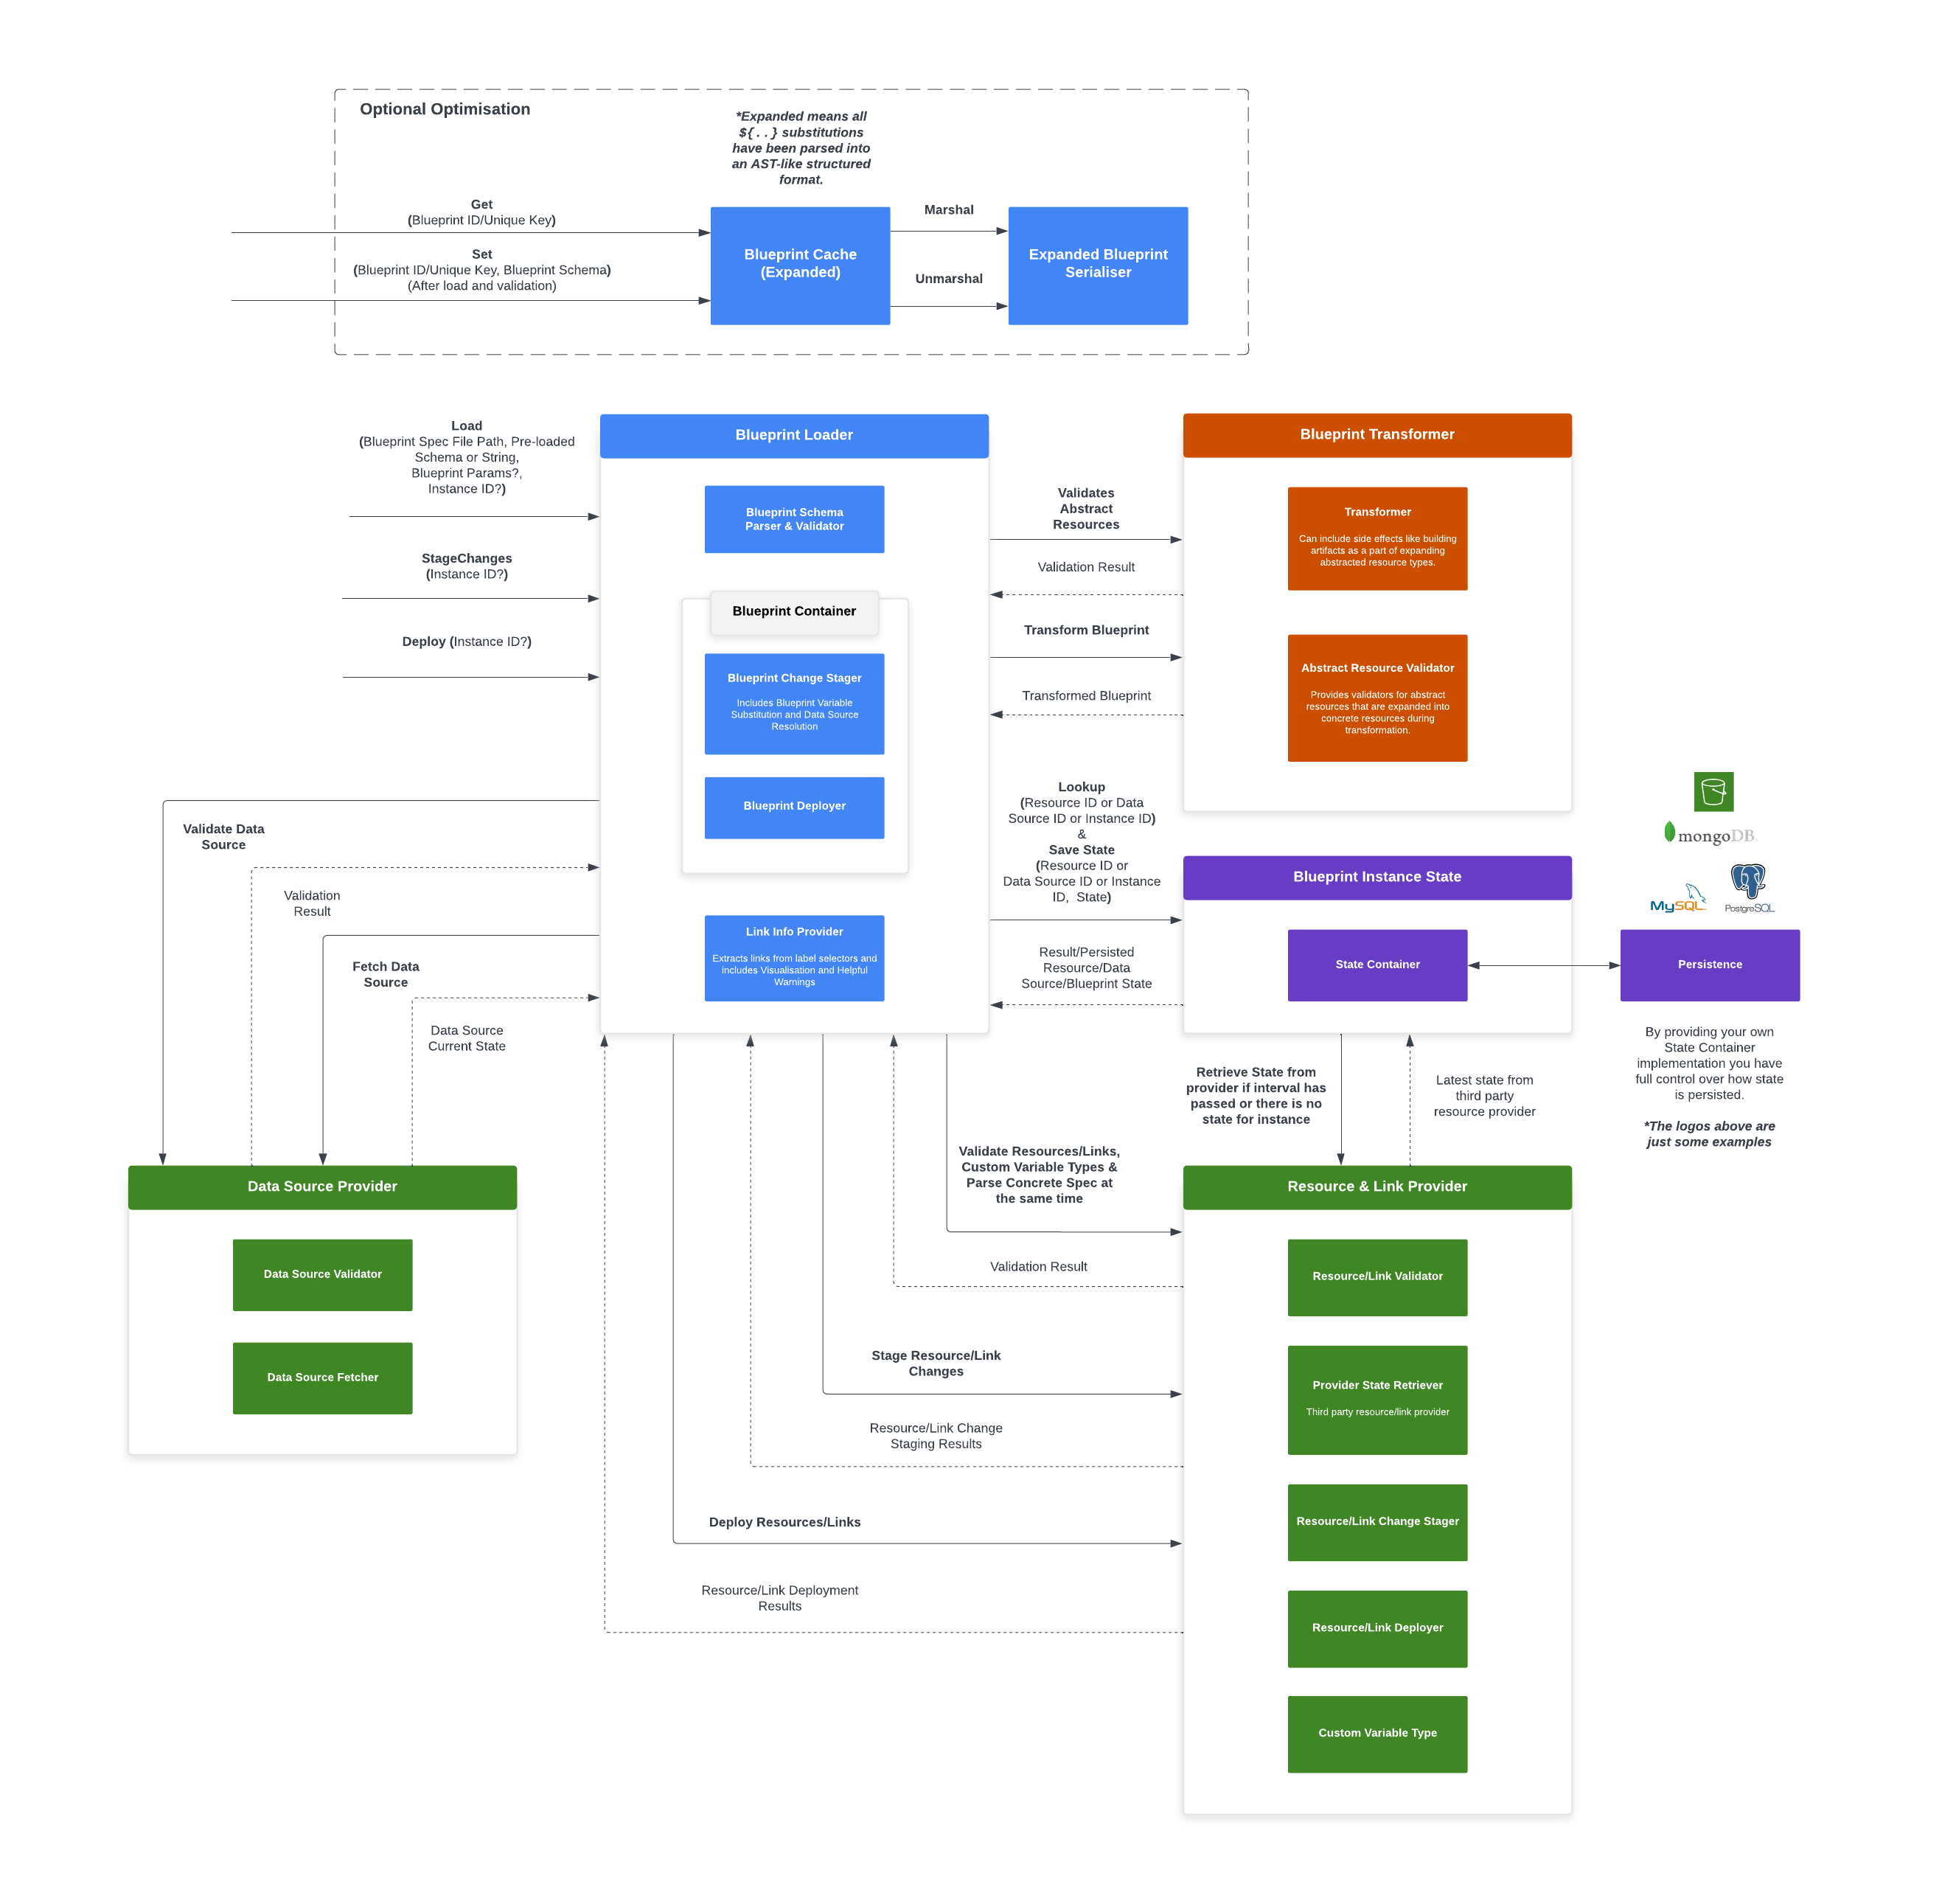 Optional Optimisation
*Expanded means all
${..} substitutions
have been parsed into
an AST-like structured
format.
Get
(Blueprint ID/Unique Key)
Set
(Blueprint ID/Unique Key, Blueprint Schema)
(After load and validation)
Blueprint Cache
(Expanded)
Marshal
Unmarshal
Expanded Blueprint
Serialiser
Load
(Blueprint Spec File Path, Pre-loaded
Schema or String,
Blueprint Params?,
Instance ID?)
StageChanges
(Instance ID?)
Deploy (Instance ID?)
Blueprint Loader
Blueprint Schema
Parser & Validator
Blueprint Container
Blueprint Change Stager
Includes Blueprint Variable
Substitution and Data Source
Resolution
Blueprint Deployer
Link Info Provider
Extracts links from label selectors and
includes Visualisation and Helpful
Warnings
Validates
Abstract
Resources
Validation Result
Transform Blueprint
Transformed Blueprint
Blueprint Transformer
Transformer
Can include side effects like building
artifacts as a part of expanding
abstracted resource types.
Abstract Resource Validator
Provides validators for abstract
resources that are expanded into
concrete resources during
transformation.
Lookup
(Resource ID or Data
Source ID or Instance ID)
&
Save State
(Resource ID or
Data Source ID or Instance
ID, State)
Result/Persisted
Resource/Data
Source/Blueprint State
Blueprint Instance State
State Container
mongoDB.
MySQL
PostgreSQL
Persistence
By providing your own
State Container
implementation you have
full control over how state
is persisted.
*The logos above are
just some examples
Validate Data
Source
Validation
Result
Fetch Data
Source
Data Source
Current State
Data Source Provider
Data Source Validator
Data Source Fetcher
Retrieve State from
provider if interval has
passed or there is no
state for instance
Latest state from
third party
resource provider
Validate Resources/Links,
Custom Variable Types &
Parse Concrete Spec at
the same time
Validation Result
Stage Resource/Link
Changes
Resource/Link Change
Staging Results
Deploy Resources/Links
Resource/Link Deployment
Results
Resource & Link Provider
Resource/Link Validator
Provider State Retriever
Third party resource/link provider
Resource/Link Change Stager
Resource/Link Deployer
Custom Variable Type